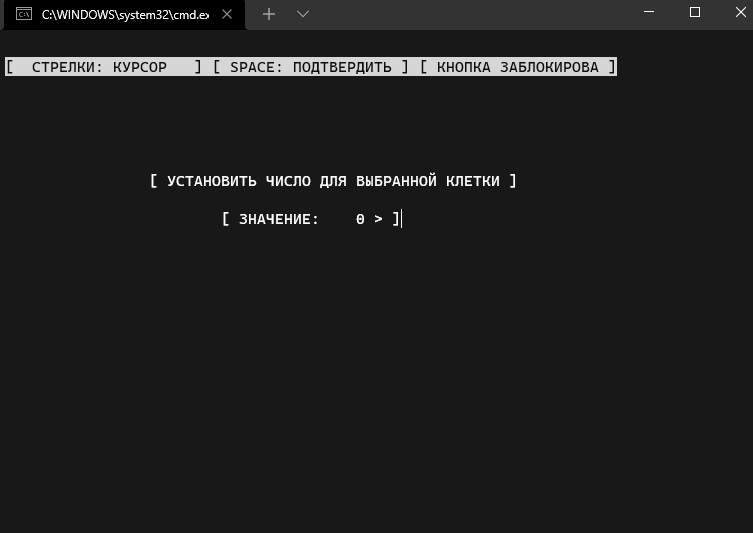 C:\WINDOWS\system32\cmd.ex
[  СТРЕЛКИ: КУРСОР   ] [ SPACE: ПОДТВЕРДИТЬ ] [ КНОПКА ЗАБЛОКИРОВА ]
[ УСТАНОВИТЬ ЧИСЛО ДЛЯ ВЫБРАННОЙ КЛЕТКИ ]
[ ЗНАЧЕНИЕ:    0 > ]